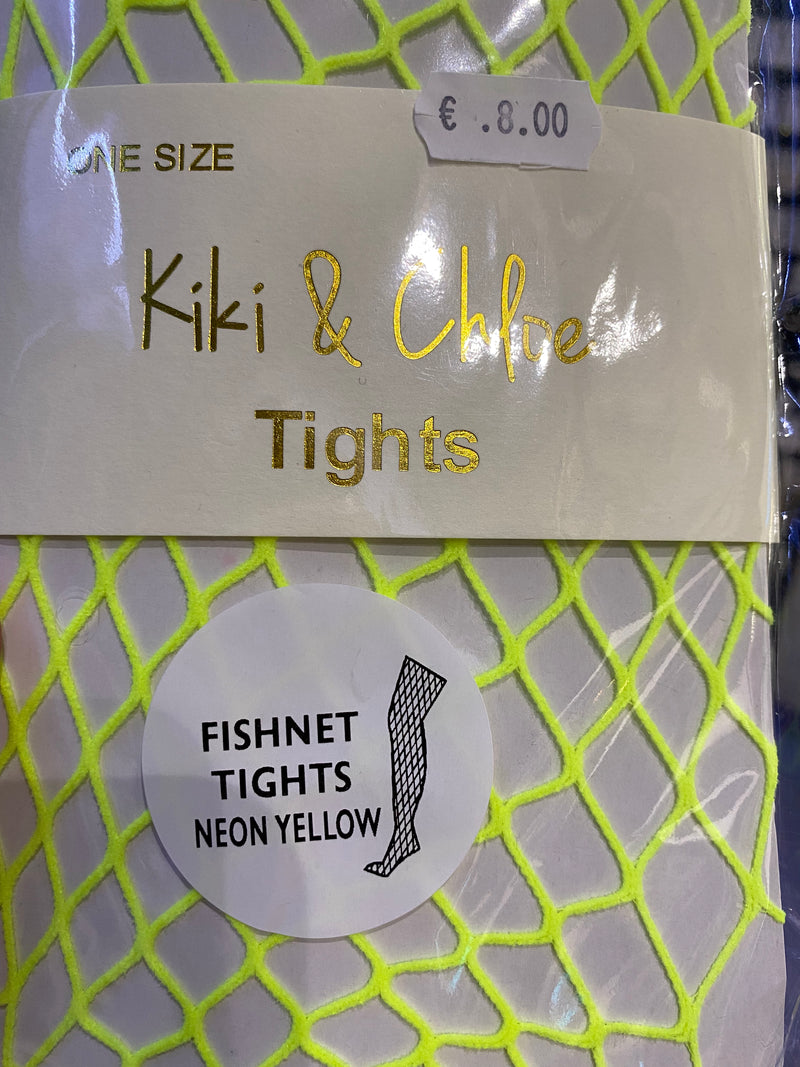 € .8.00
ONE SIZE
Kiki & Chloe
Tights
FISHNET
TIGHTS
NEON YELLOW